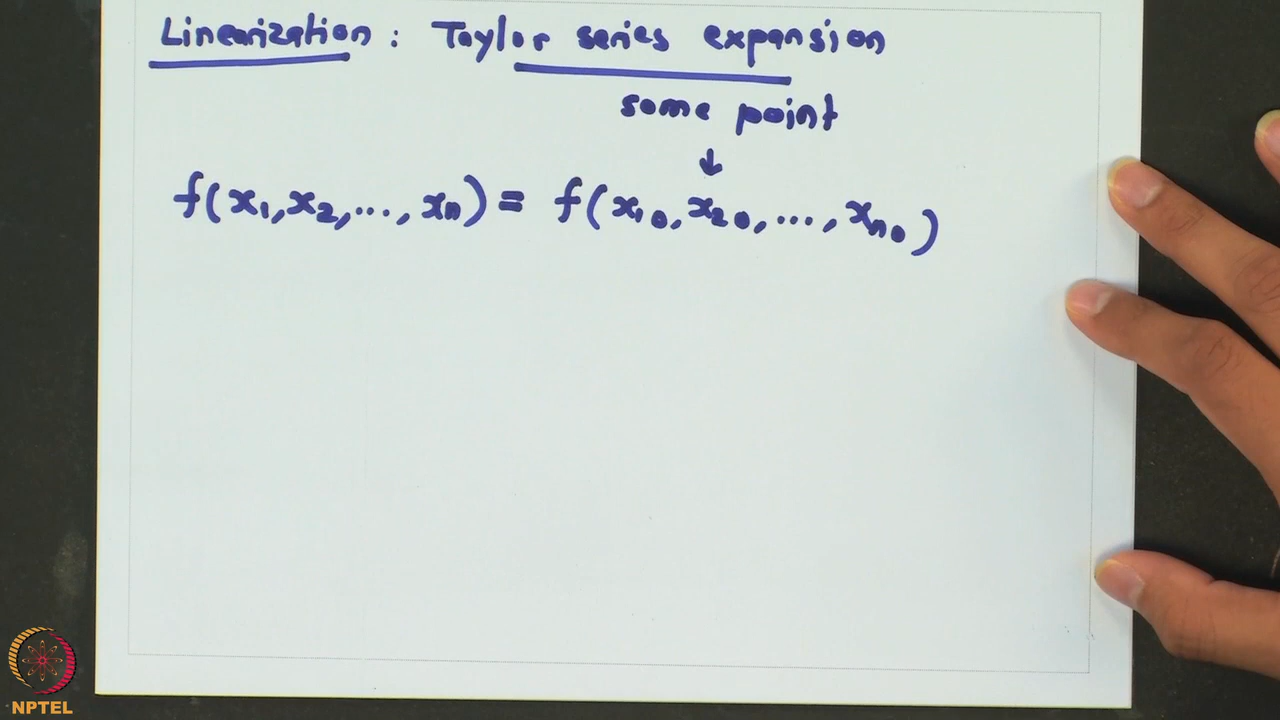 Linearization : Taylor series expansion
some point
↓
f(x₁, x₂, ..., xₙ) = f(x₁₀, x₂₀, ..., xₙ₀)
NPTEL